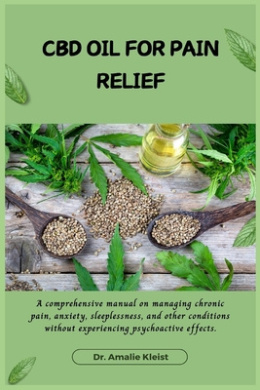 CBD OIL FOR PAIN
RELIEF
A comprehensive manual on managing chronic
pain, anxiety, sleeplessness, and other conditions
without experiencing psychoactive effects.
Dr. Amalie Kleist